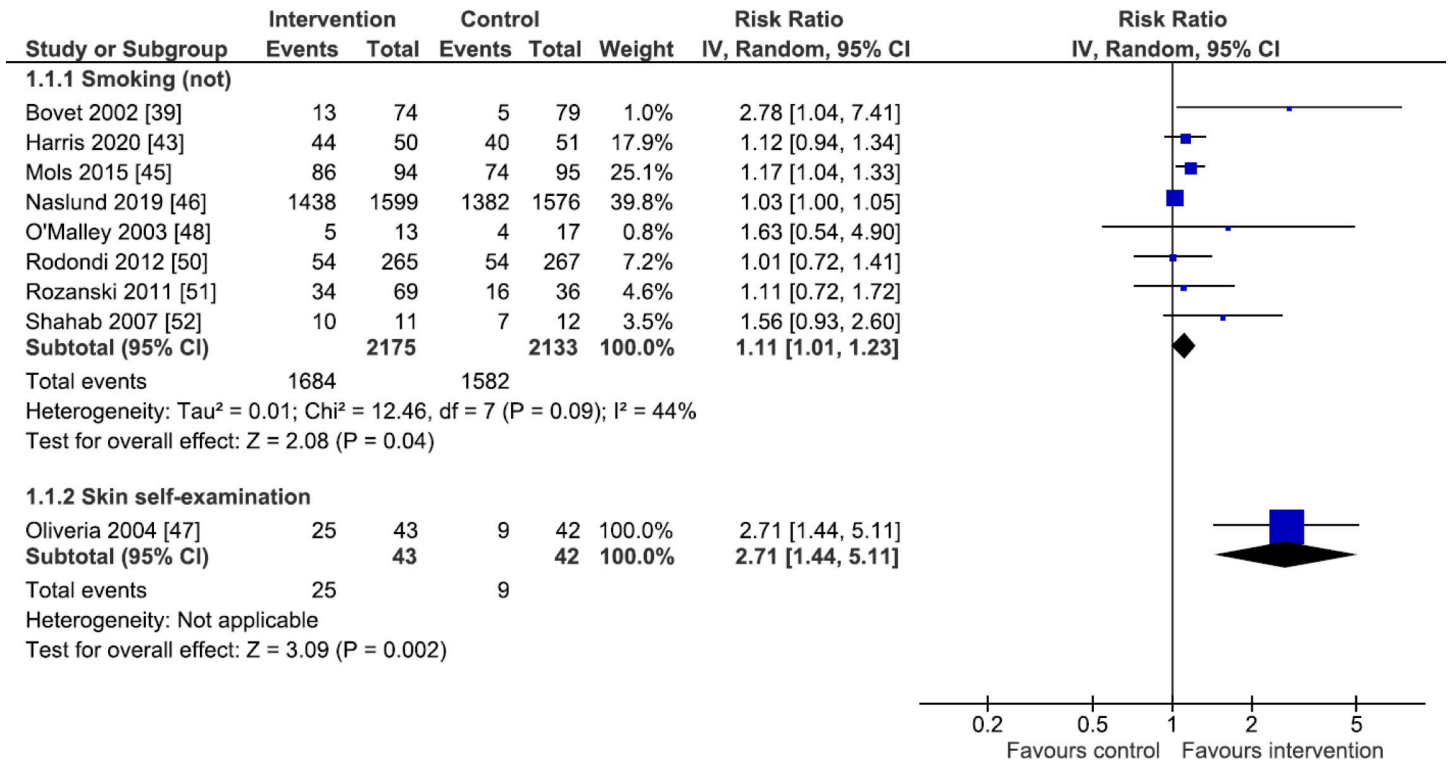 Intervention Control Risk Ratio Risk Ratio
Study or Subgroup Events Total Events Total Weight IV, Random, 95% CI IV, Random, 95% CI
1.1.1 Smoking (not)
Bovet 2002 [39] 13 74 5 79 1.0% 2.78 [1.04, 7.41]
Harris 2020 [43] 44 50 40 51 17.9% 1.12 [0.94, 1.34]
Mols 2015 [45] 86 94 74 95 25.1% 1.17 [1.04, 1.33]
Naslund 2019 [46] 1438 1599 1382 1576 39.8% 1.03 [1.00, 1.05]
O'Malley 2003 [48] 5 13 4 17 0.8% 1.63 [0.54, 4.90]
Rodondi 2012 [50] 54 265 54 267 7.2% 1.01 [0.72, 1.41]
Rozanski 2011 [51] 34 69 16 36 4.6% 1.11 [0.72, 1.72]
Shahab 2007 [52] 10 11 7 12 3.5% 1.56 [0.93, 2.60]
Subtotal (95% CI) 2175 2133 100.0% 1.11 [1.01, 1.23]
Total events 1684 1582
Heterogeneity: Tau² = 0.01; Chi² = 12.46, df = 7 (P = 0.09); I² = 44%
Test for overall effect: Z = 2.08 (P = 0.04)
1.1.2 Skin self-examination
Oliveria 2004 [47] 25 43 9 42 100.0% 2.71 [1.44, 5.11]
Subtotal (95% CI) 43 42 100.0% 2.71 [1.44, 5.11]
Total events 25 9
Heterogeneity: Not applicable
Test for overall effect: Z = 3.09 (P = 0.002)
0.2 0.5 1 2 5
Favours control Favours intervention